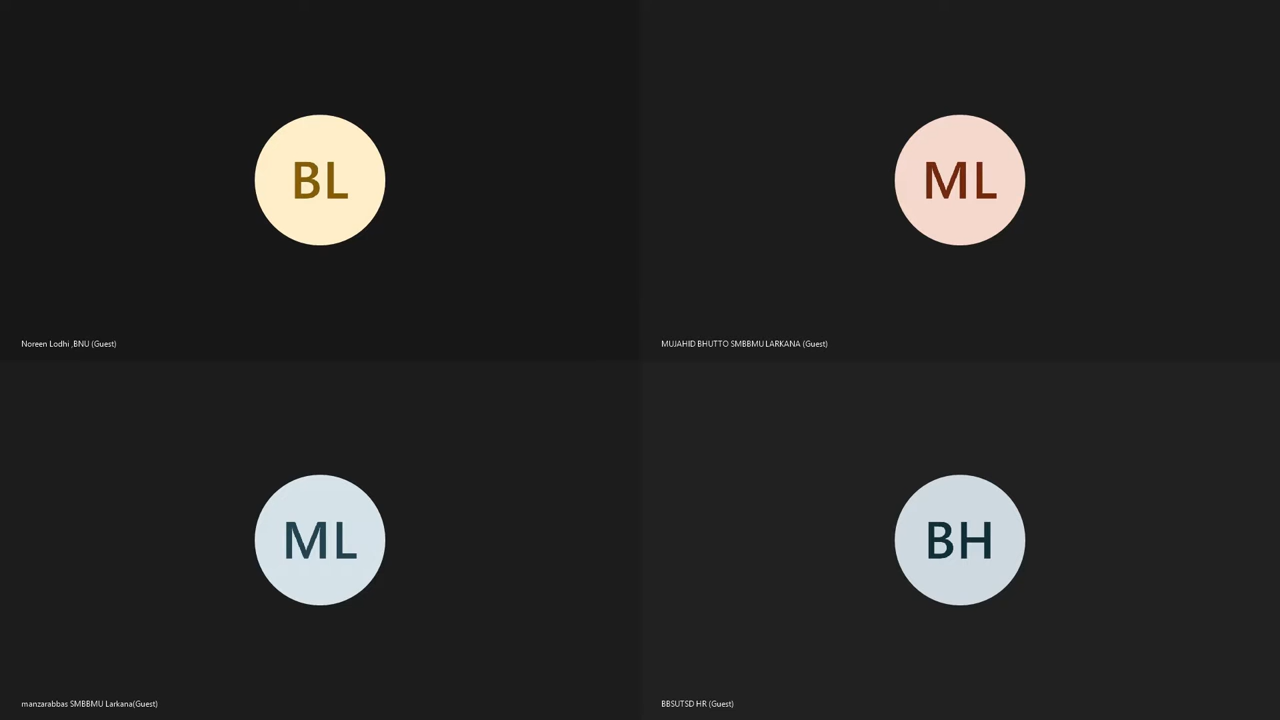 BL
ML
Noreen Lodhi ,BNU (Guest)
MUJAHID BHUTTO SMBBMU LARKANA (Guest)
ML
BH
manzarabbas SMBBMU Larkana(Guest)
BBSUTSD HR (Guest)